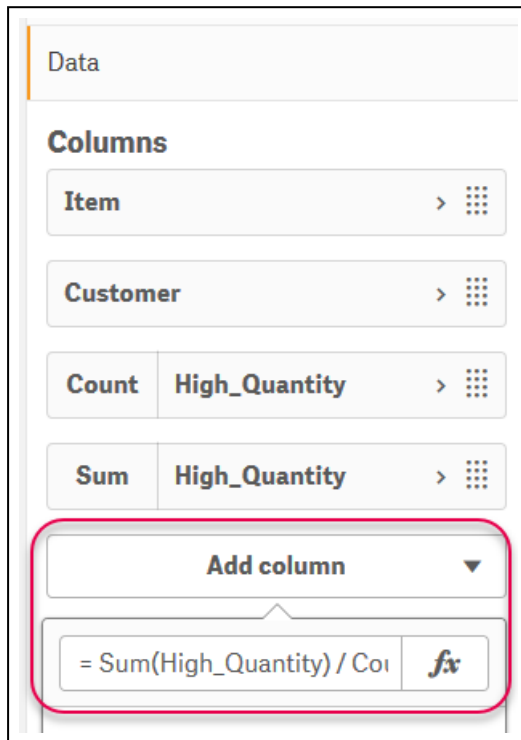 Data
Columns
Item
Customer
Count High_Quantity
Sum High_Quantity
Add column
= Sum(High_Quantity) / Cou fx